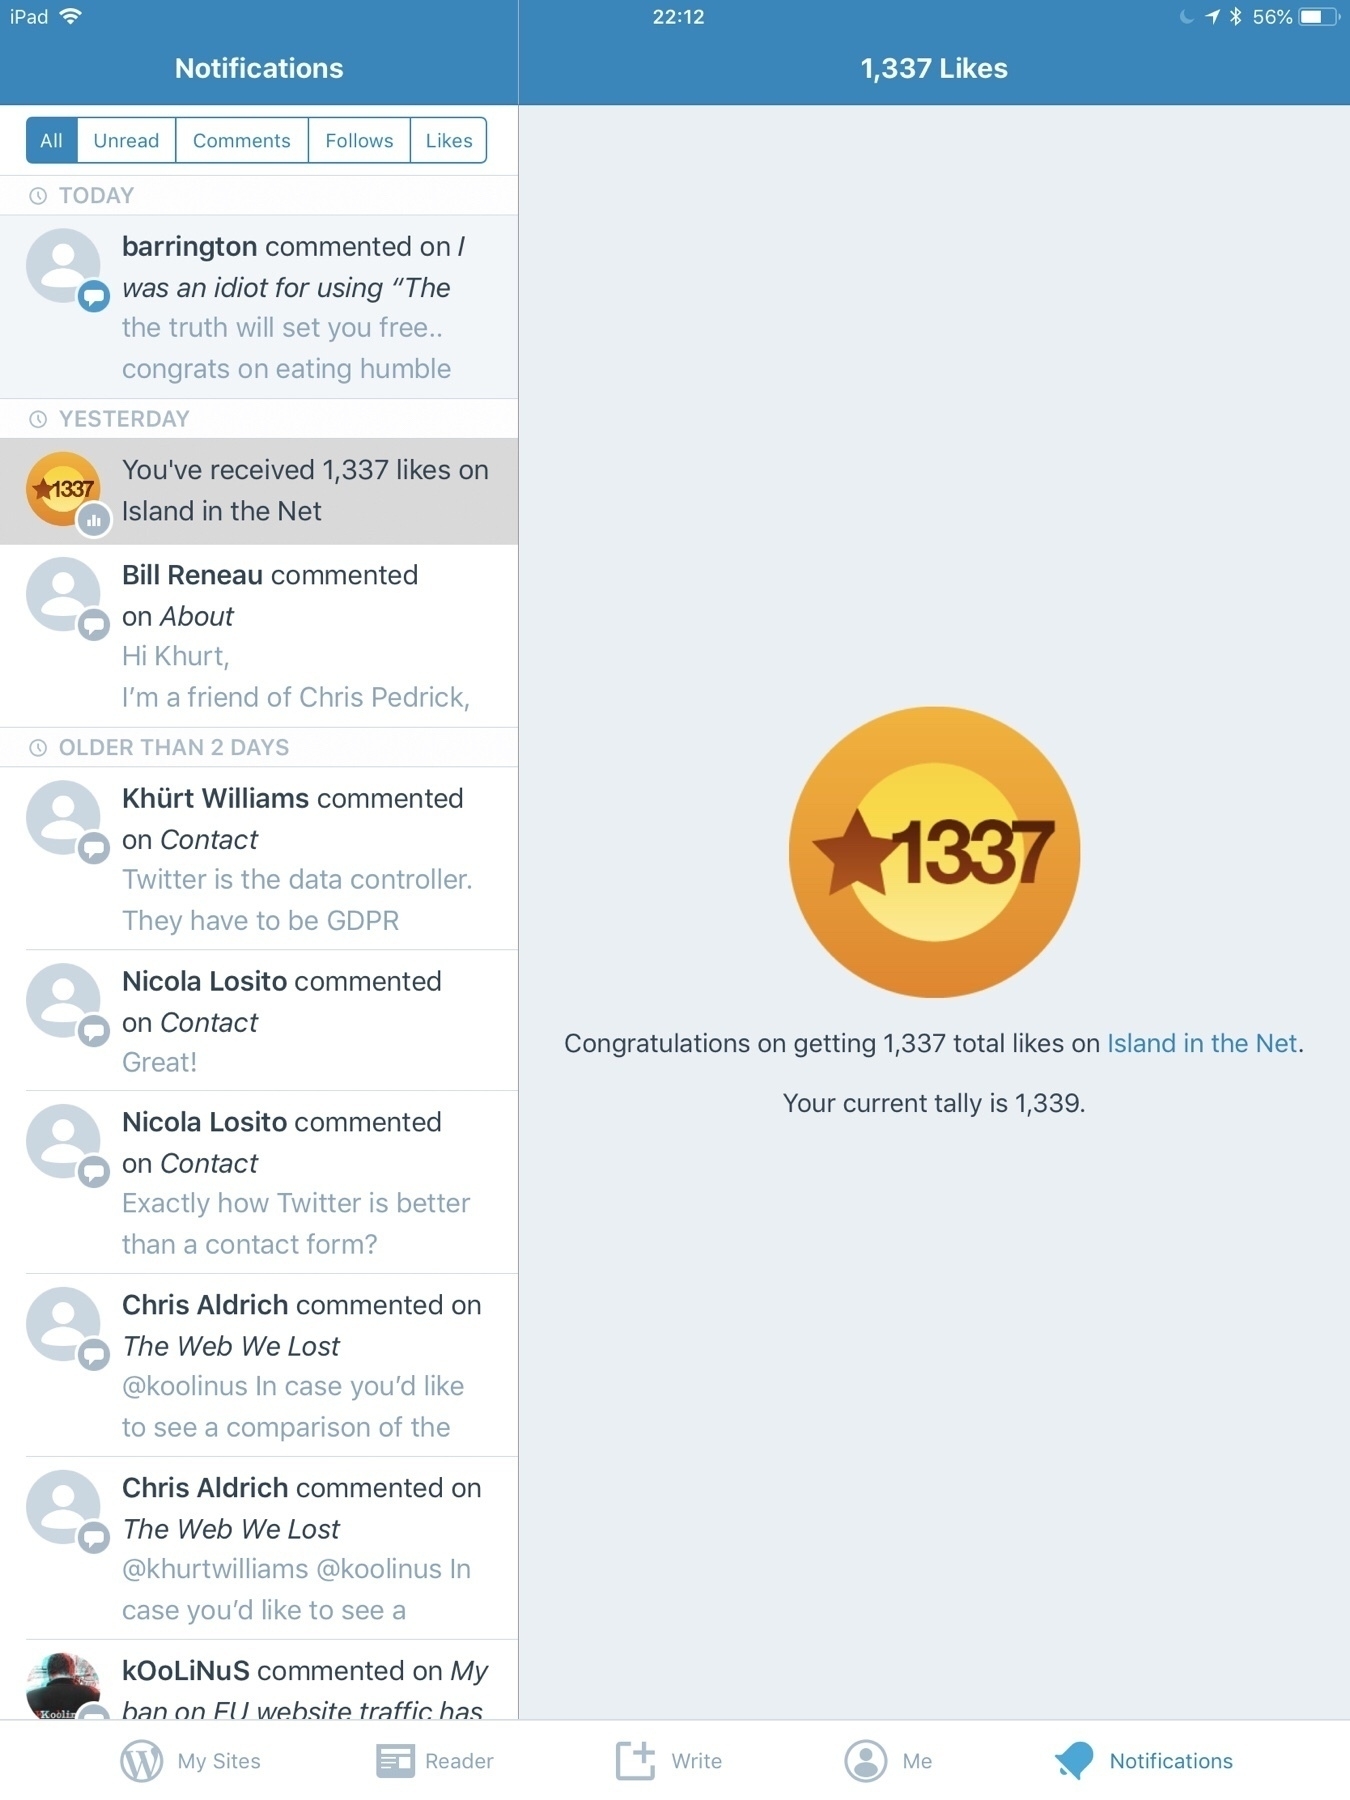 iPad 22:12 56%
Notifications
1,337 Likes
All Unread Comments Follows Likes
TODAY
barrington commented on I
was an idiot for using “The
the truth will set you free..
congrats on eating humble
YESTERDAY
1337
You've received 1,337 likes on
Island in the Net
Bill Reneau commented
on About
Hi Khurt,
I’m a friend of Chris Pedrick,
OLDER THAN 2 DAYS
Khürt Williams commented
on Contact
Twitter is the data controller.
They have to be GDPR
Nicola Losito commented
on Contact
Great!
Nicola Losito commented
on Contact
Exactly how Twitter is better
than a contact form?
Chris Aldrich commented on
The Web We Lost
@koolinus In case you’d like
to see a comparison of the
Chris Aldrich commented on
The Web We Lost
@khurtwilliams @koolinus In
case you’d like to see a
kOoLiNuS commented on My
ban on EU website traffic has
1337
Congratulations on getting 1,337 total likes on Island in the Net.
Your current tally is 1,339.
My Sites Reader Write Me Notifications